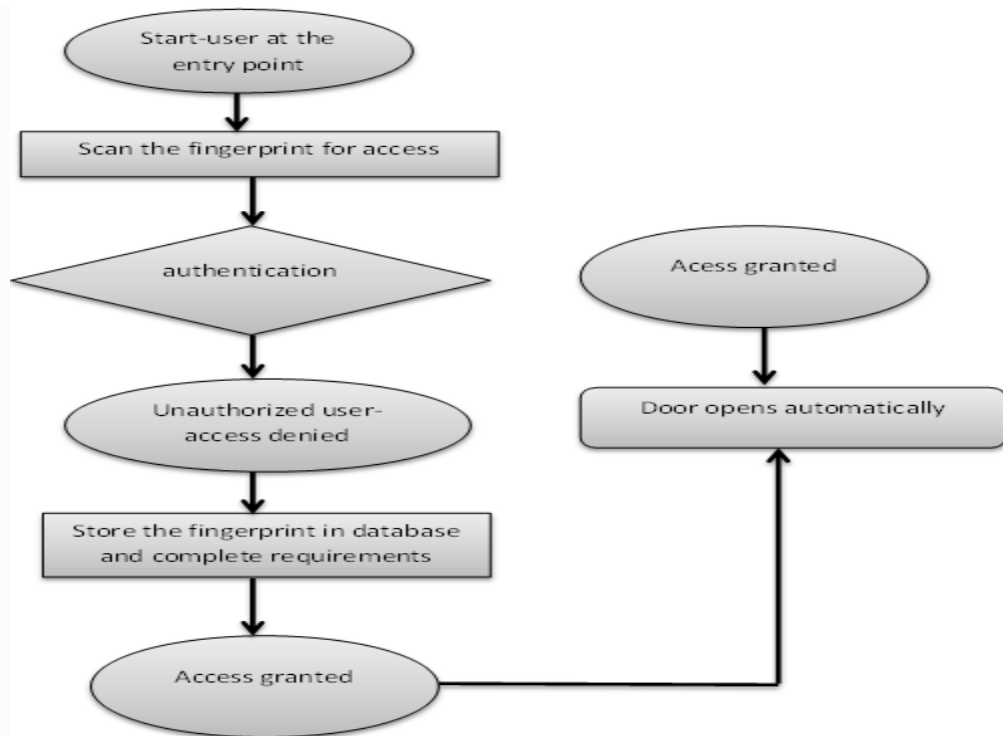 Start-user at the
entry point
Scan the fingerprint for access
authentication
Unauthorized user-
access denied
Store the fingerprint in database
and complete requirements
Access granted
Acess granted
Door opens automatically